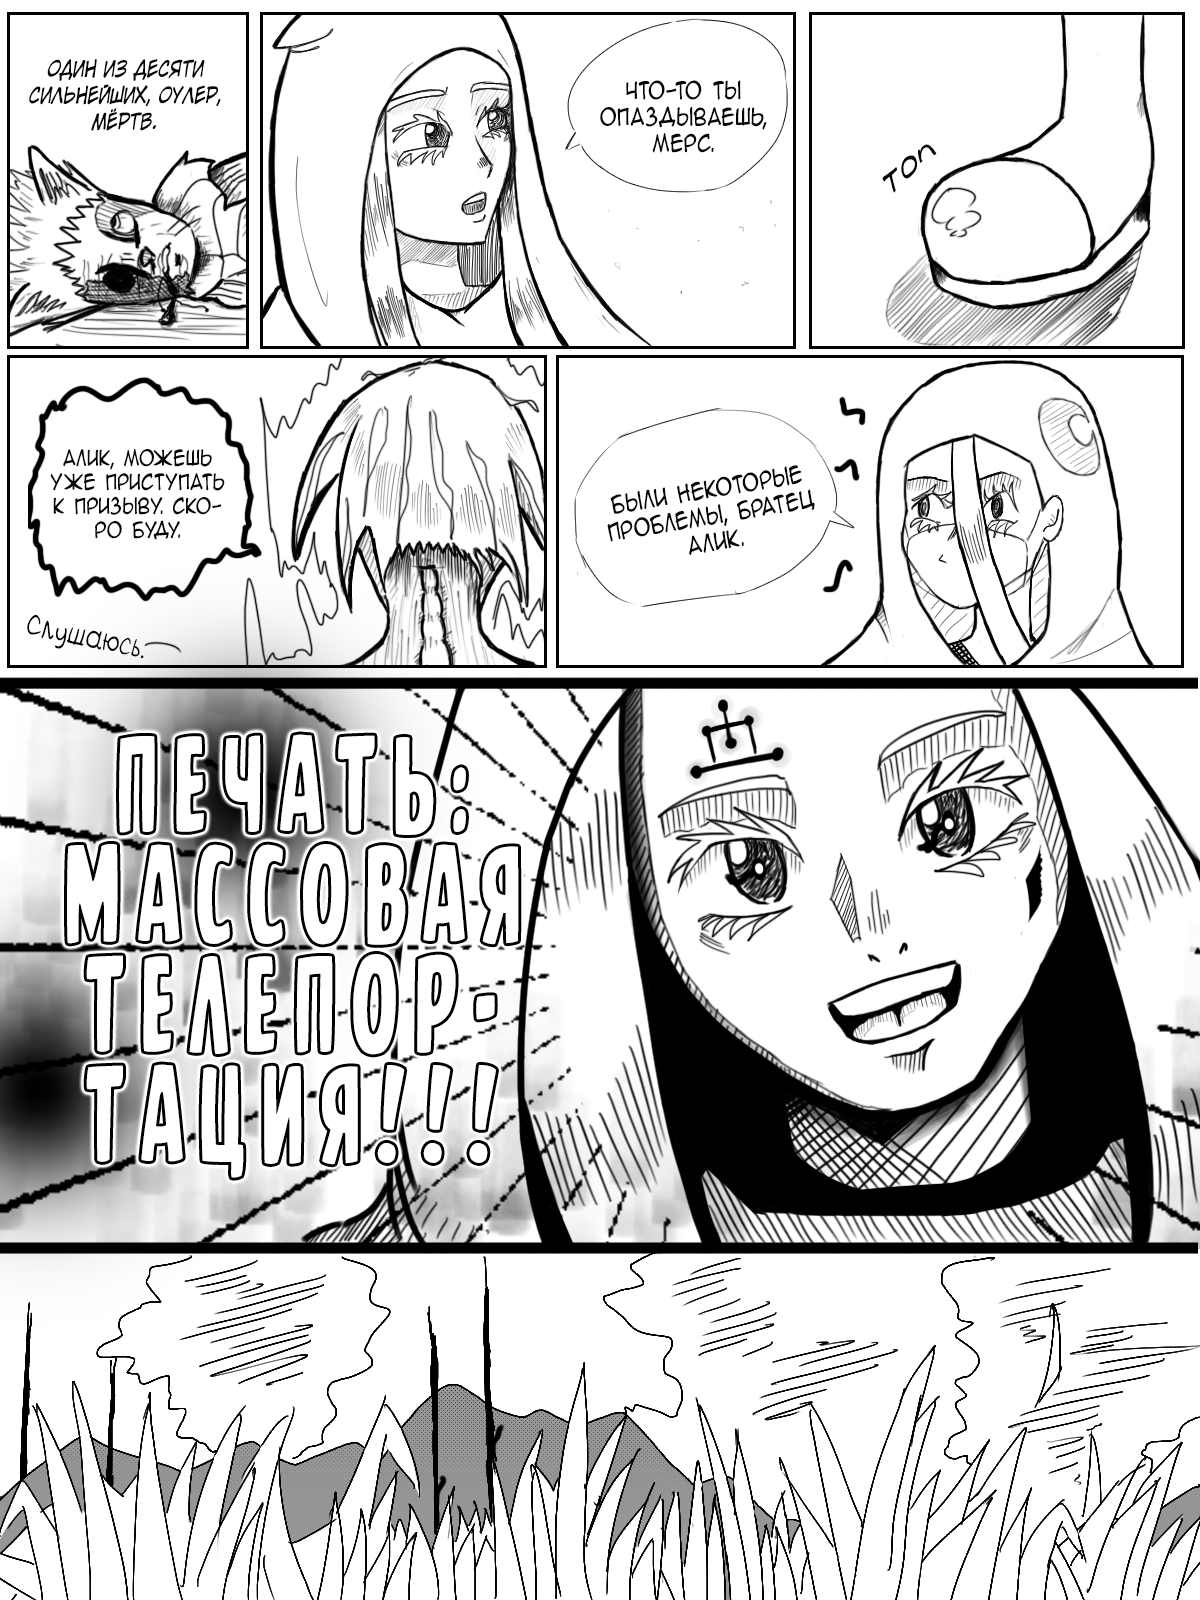 ОДИН ИЗ ДЕСЯТИ
СИЛЬНЕЙШИХ, ОУЛЕР,
МЁРТВ.
ЧТО-ТО ТЫ
ОПАЗДЫВАЕШЬ,
МЕРС.
ТОП
АЛИК, МОЖЕШЬ
УЖЕ ПРИСТУПАТЬ
К ПРИЗЫВУ. СКО-
РО БУДУ.
Слушаюсь.
БЫЛИ НЕКОТОРЫЕ
ПРОБЛЕМЫ, БРАТЕЦ
АЛИК.
ПЕЧАТЬ:
МАССОВАЯ
ТЕЛЕПОР-
ТАЦИЯ!!!